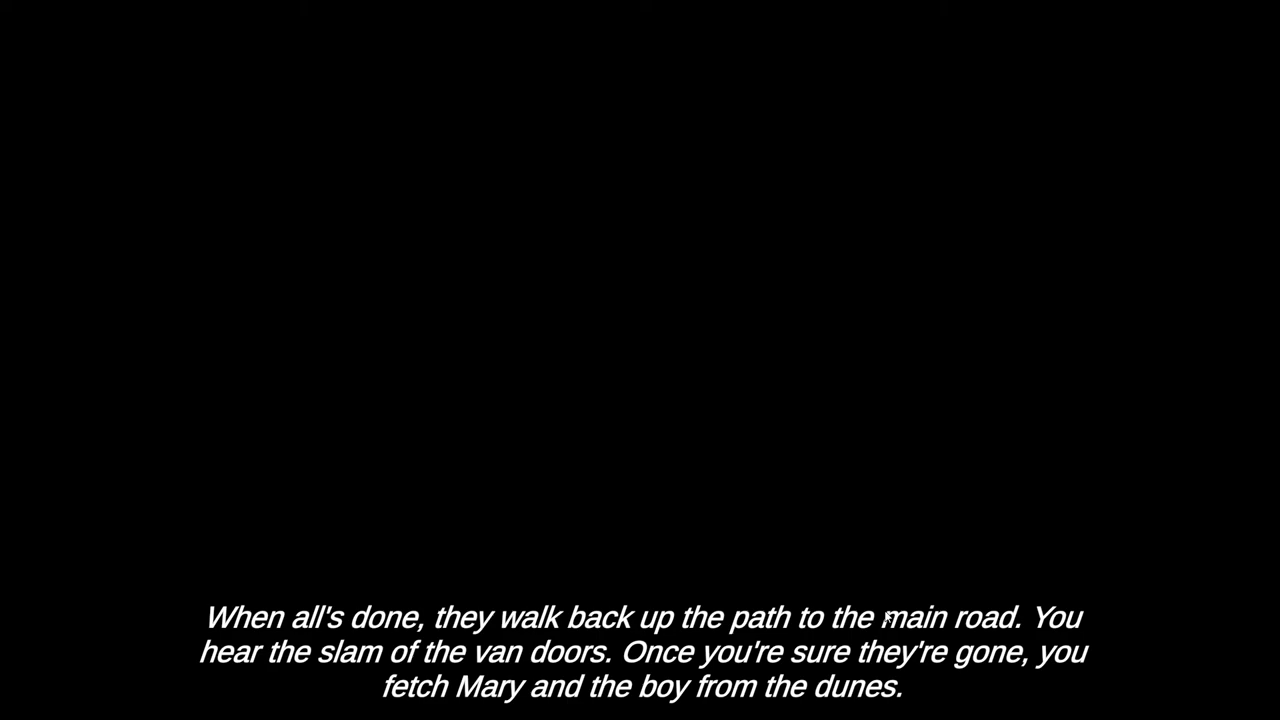 When all's done, they walk back up the path to the main road. You
hear the slam of the van doors. Once you're sure they're gone, you
fetch Mary and the boy from the dunes.